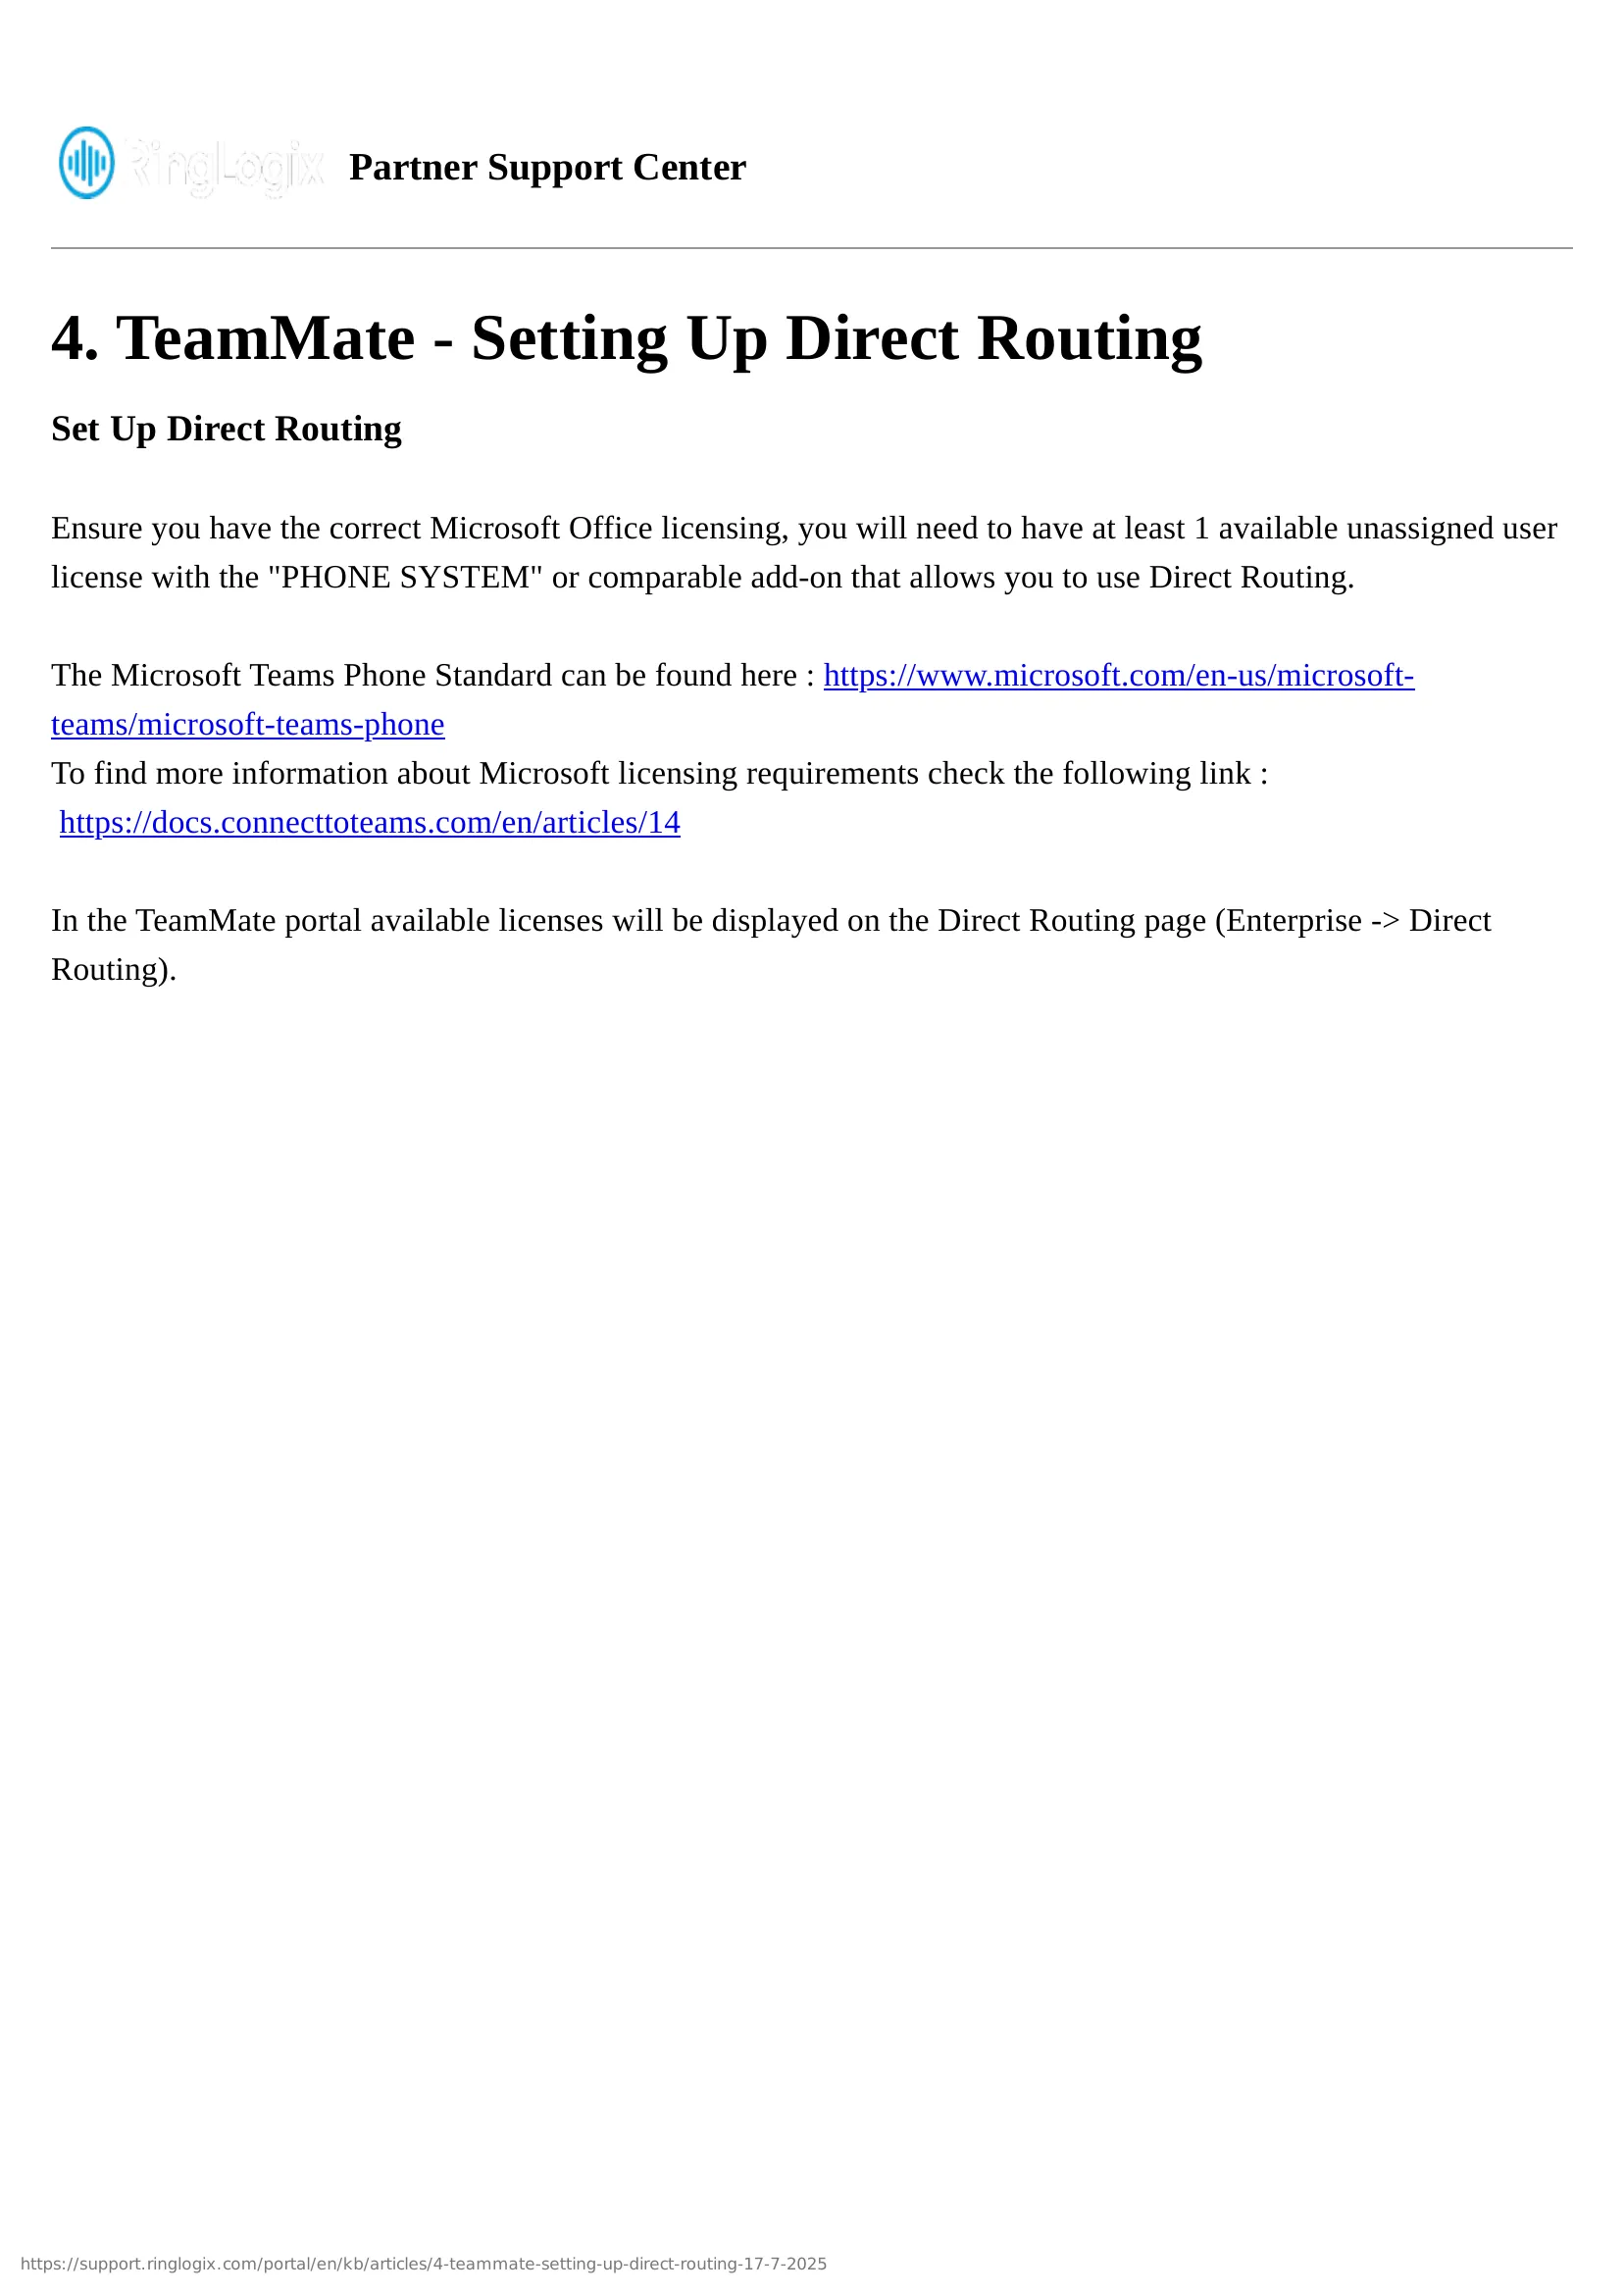 RingLogix Partner Support Center
4. TeamMate - Setting Up Direct Routing
Set Up Direct Routing
Ensure you have the correct Microsoft Office licensing, you will need to have at least 1 available unassigned user
license with the "PHONE SYSTEM" or comparable add-on that allows you to use Direct Routing.
The Microsoft Teams Phone Standard can be found here : https://www.microsoft.com/en-us/microsoft-
teams/microsoft-teams-phone
To find more information about Microsoft licensing requirements check the following link :
https://docs.connecttoteams.com/en/articles/14
In the TeamMate portal available licenses will be displayed on the Direct Routing page (Enterprise -> Direct
Routing).
https://support.ringlogix.com/portal/en/kb/articles/4-teammate-setting-up-direct-routing-17-7-2025